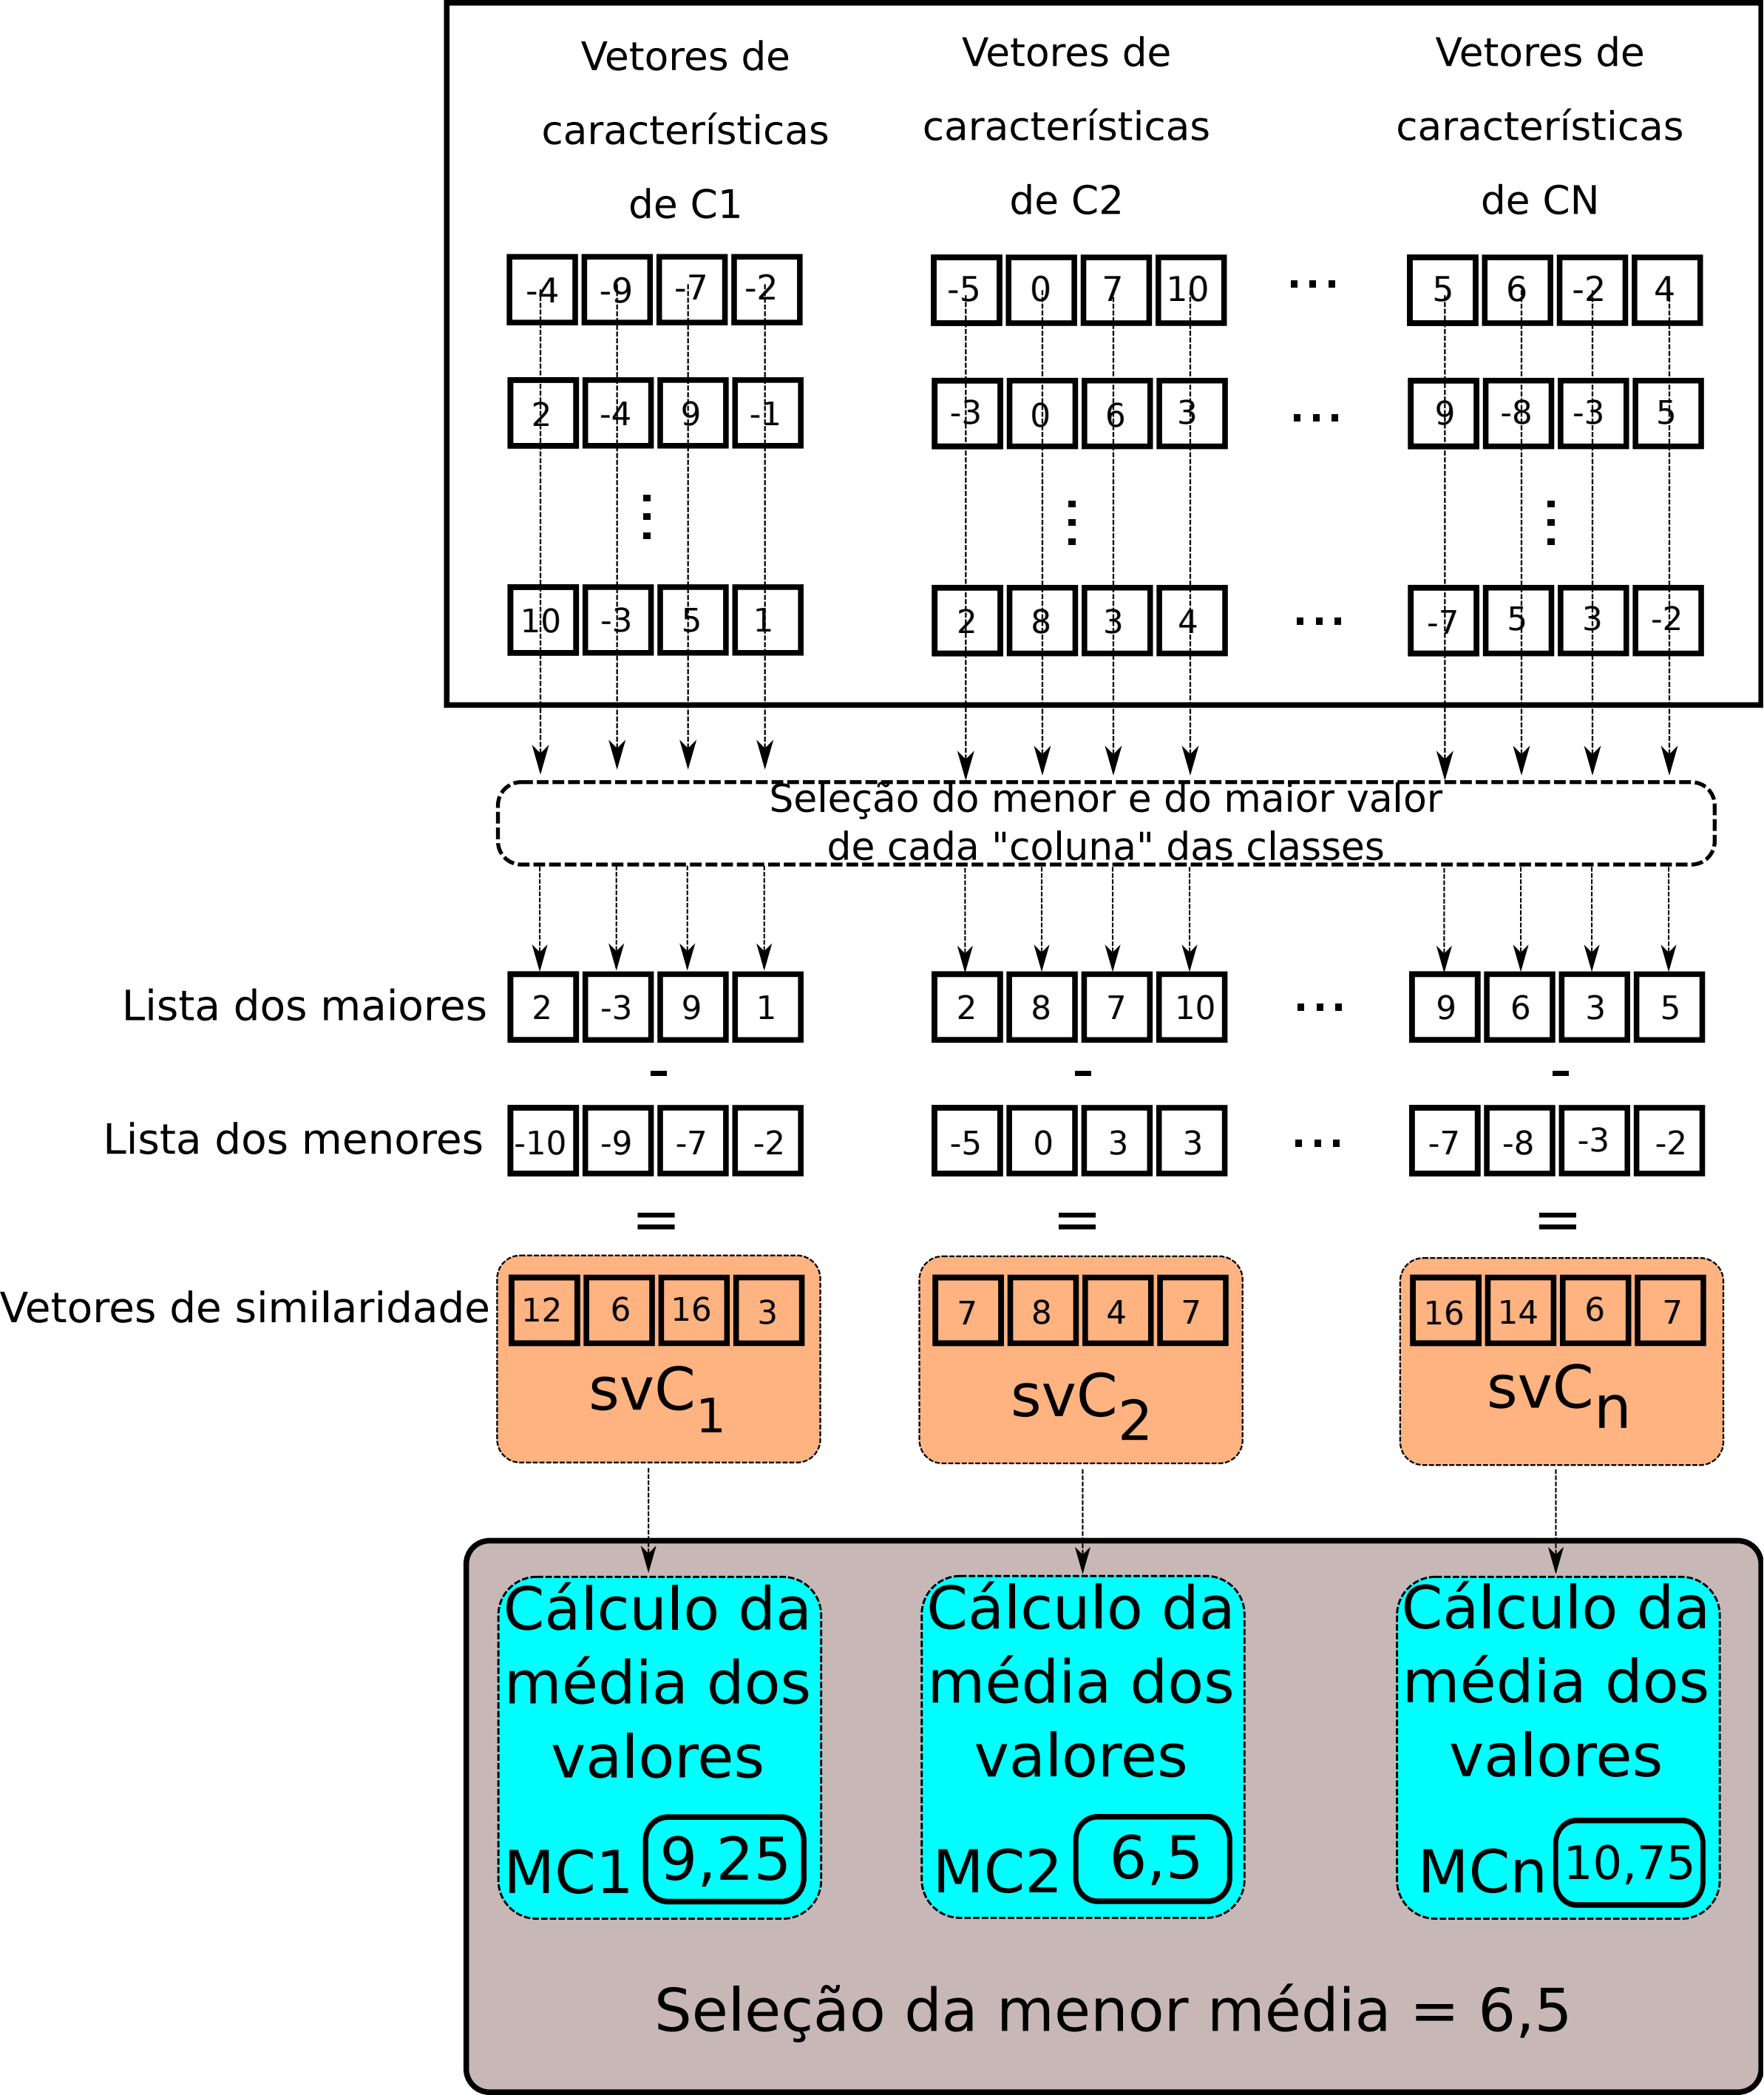 Vetores de
características
de C1
Vetores de
características
de C2
Vetores de
características
de CN
-4 -9 -7 -2 -5 0 7 10 ... 5 6 -2 4
2 -4 9 -1 -3 0 6 3 ... 9 -8 -3 5
⋮ ⋮ ⋮
10 -3 5 1 2 8 3 4 ... -7 5 3 -2
Seleção do menor e do maior valor
de cada "coluna" das classes
Lista dos maiores 2 -3 9 1 2 8 7 10 ... 9 6 3 5
- - -
Lista dos menores -10 -9 -7 -2 -5 0 3 3 ... -7 -8 -3 -2
= = =
Vetores de similaridade 12 6 16 3 7 8 4 7 16 14 6 7
svC1 svC2 svCn
Cálculo da
média dos
valores
MC1 9,25
Cálculo da
média dos
valores
MC2 6,5
Cálculo da
média dos
valores
MCn 10,75
Seleção da menor média = 6,5